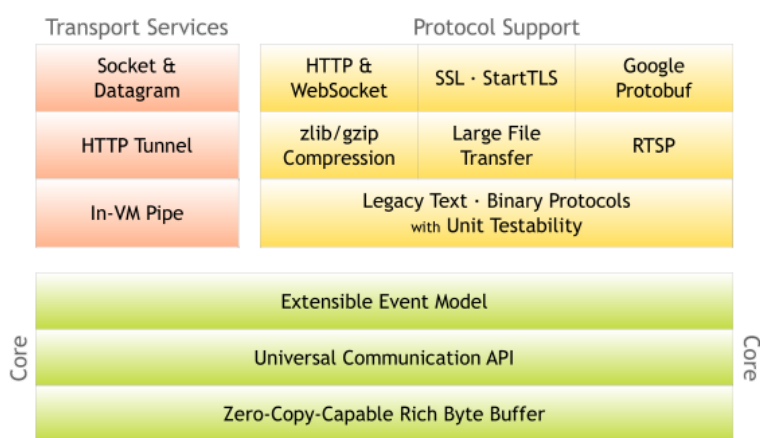 Transport Services
Protocol Support
Socket &
Datagram
HTTP Tunnel
In-VM Pipe
HTTP &
WebSocket
SSL · StartTLS
Google
Protobuf
zlib/gzip
Compression
Large File
Transfer
RTSP
Legacy Text · Binary Protocols
with Unit Testability
Core
Extensible Event Model
Universal Communication API
Zero-Copy-Capable Rich Byte Buffer
Core